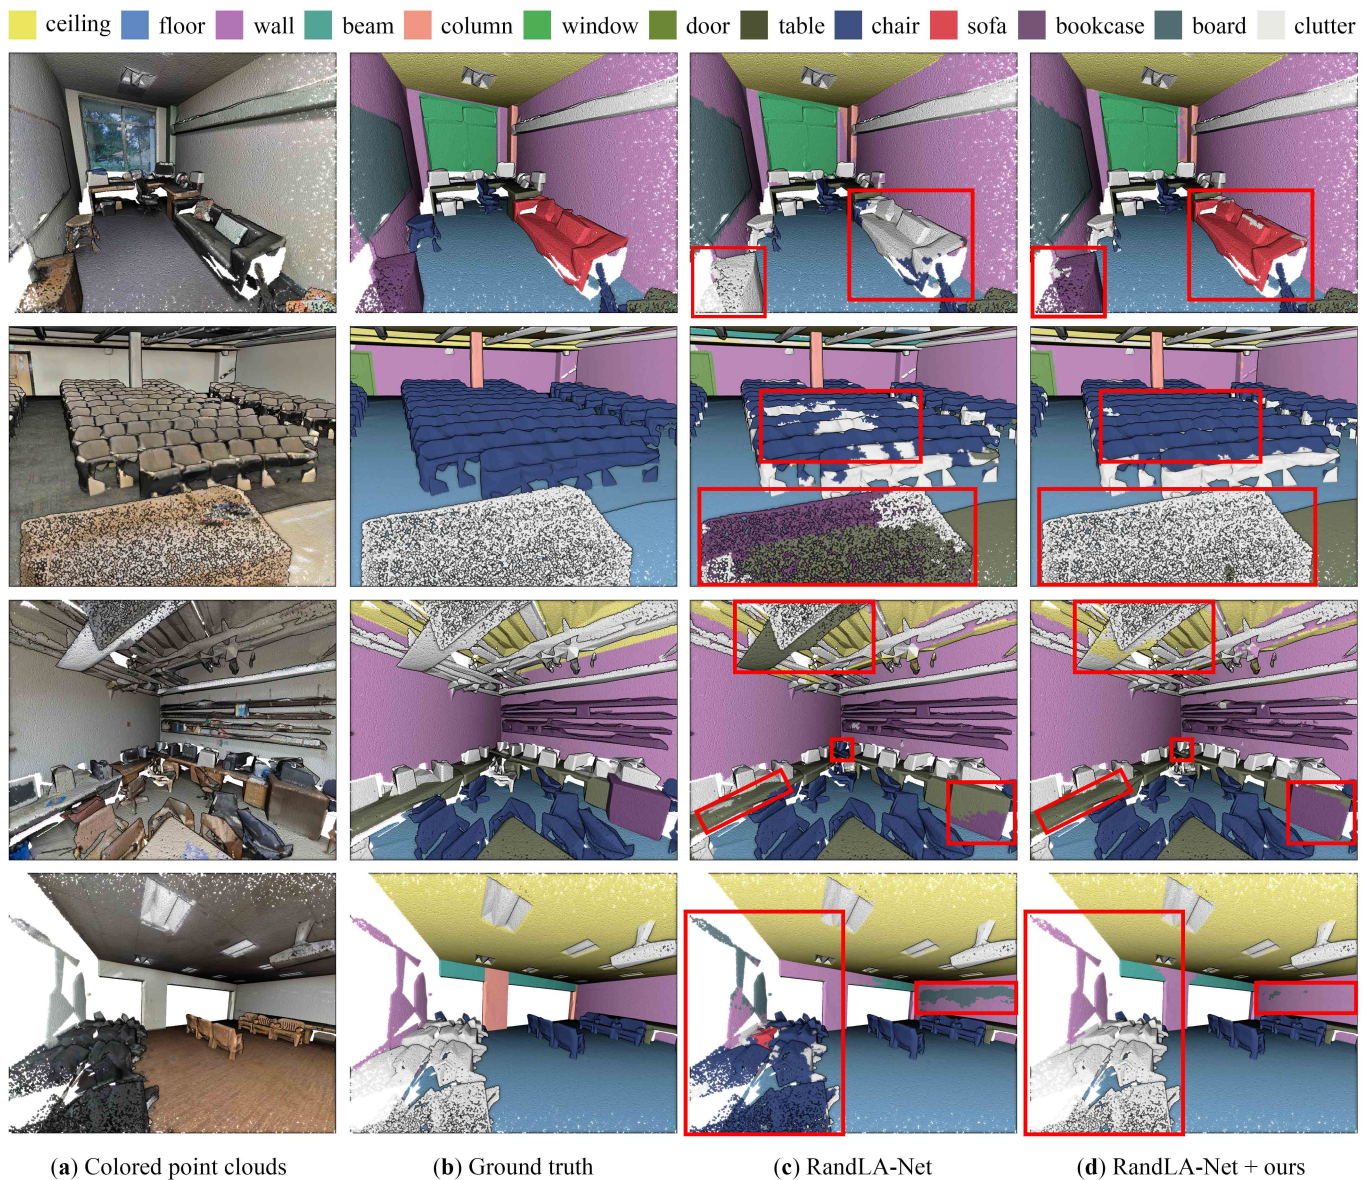 ceiling floor wall beam column window door table chair sofa bookcase board clutter
(a) Colored point clouds (b) Ground truth (c) RandLA-Net (d) RandLA-Net + ours